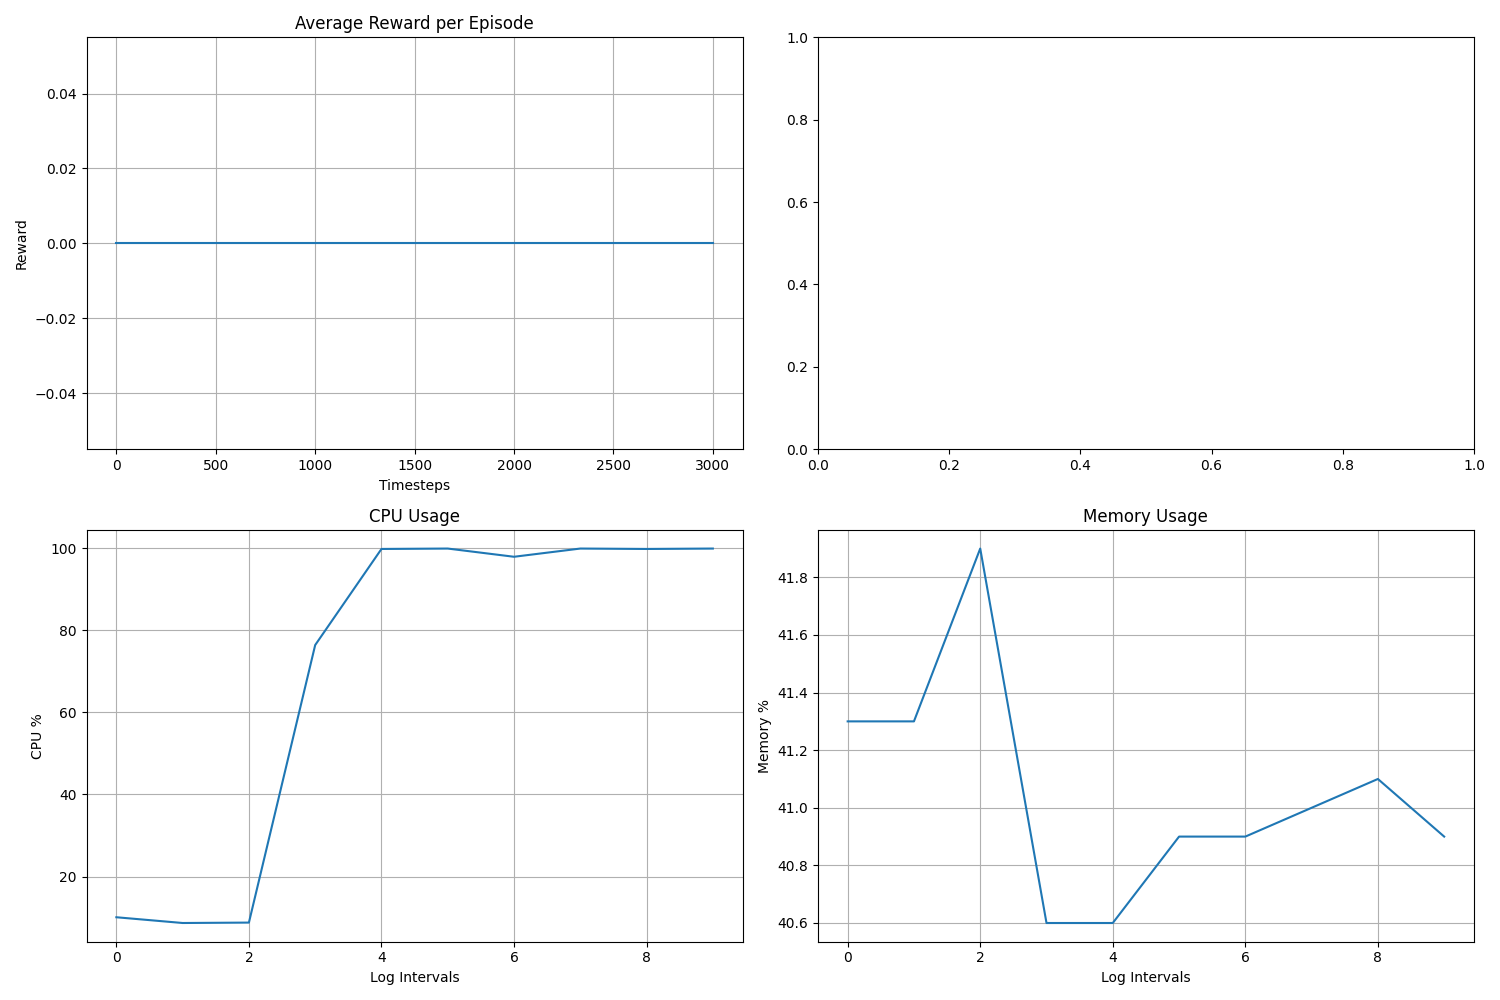 Average Reward per Episode
0.04
0.02
0.00
−0.02
−0.04
Reward
0 500 1000 1500 2000 2500 3000
Timesteps
1.0
0.8
0.6
0.4
0.2
0.0
0.0 0.2 0.4 0.6 0.8 1.0
CPU Usage
100
80
60
40
20
CPU %
0 2 4 6 8
Log Intervals
Memory Usage
41.8
41.6
41.4
41.2
41.0
40.8
40.6
Memory %
0 2 4 6 8
Log Intervals